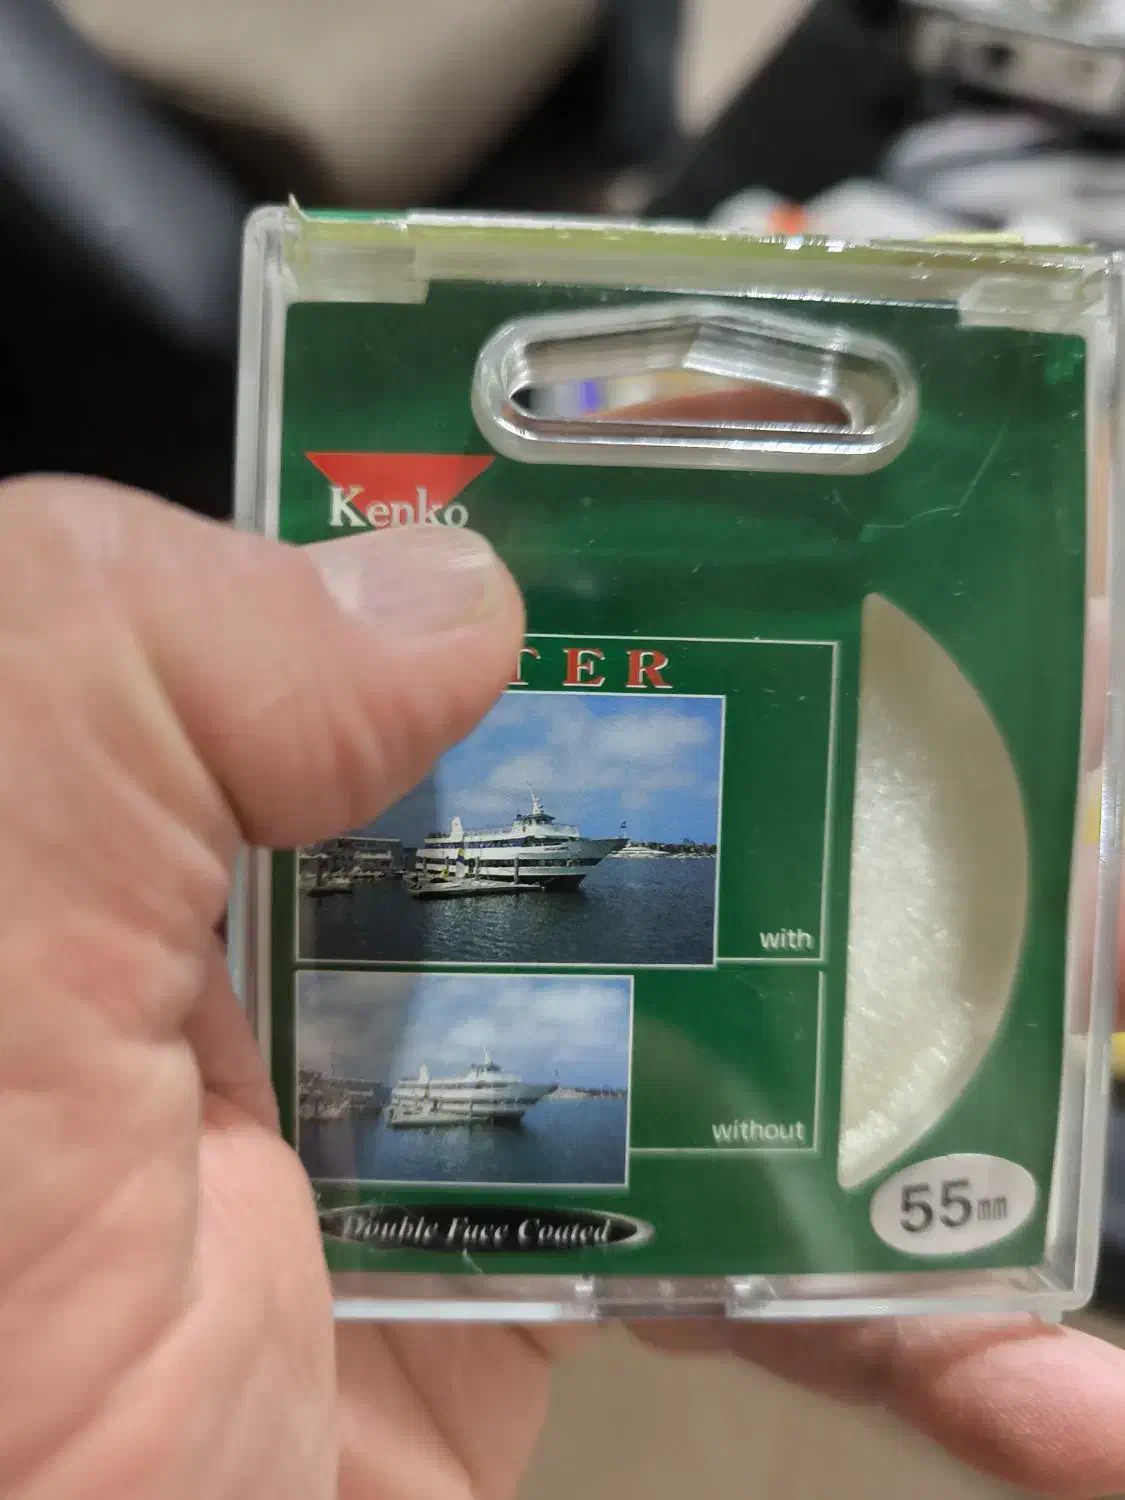 Kenko
TER
with
without
Double Face Coated
55mm